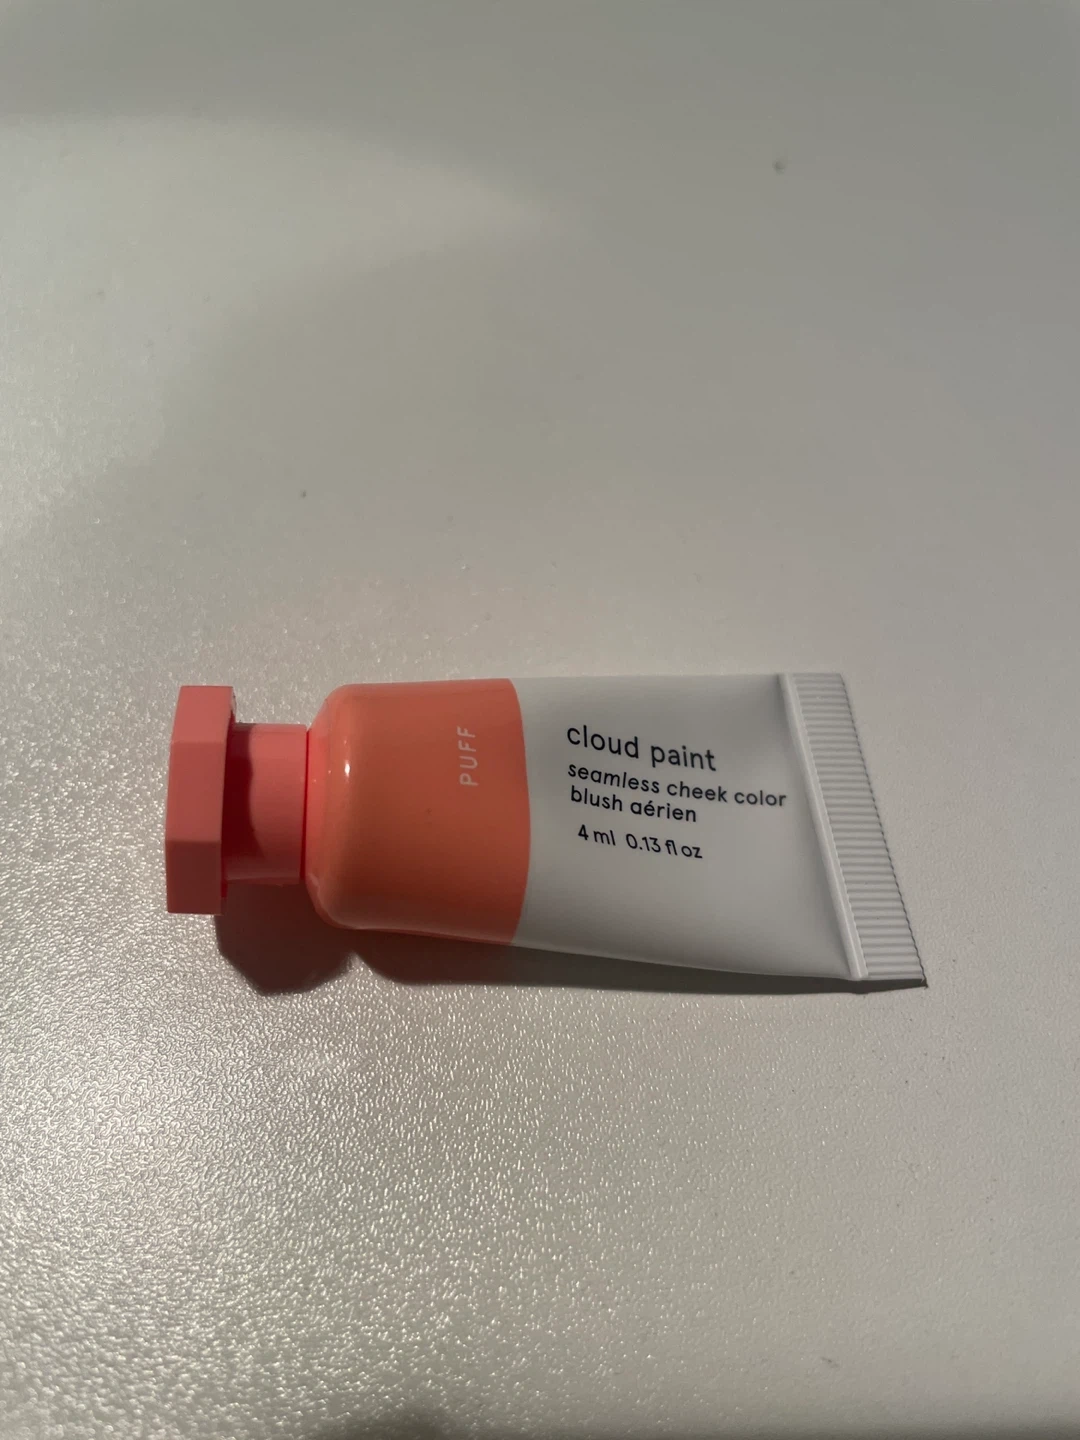 PUFF
cloud paint
seamless cheek color
blush aérien
4 ml 0.13 fl oz